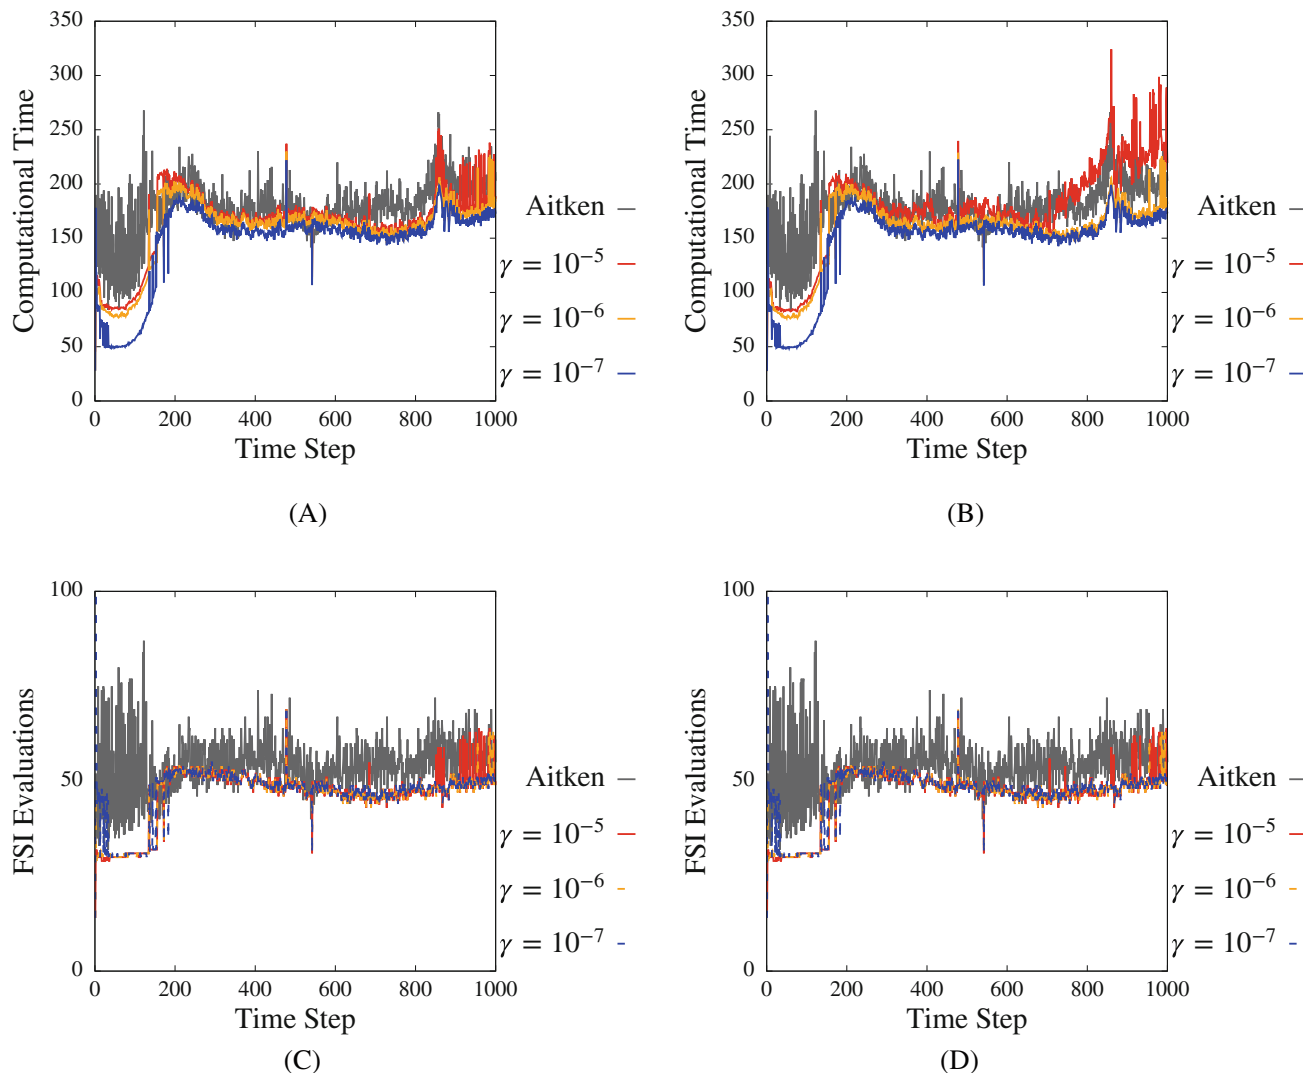 350
300
250
200
150
100
50
0
Computational Time
0 200 400 600 800 1000
Time Step
Aitken
γ = 10⁻⁵
γ = 10⁻⁶
γ = 10⁻⁷
(A)
350
300
250
200
150
100
50
0
Computational Time
0 200 400 600 800 1000
Time Step
Aitken
γ = 10⁻⁵
γ = 10⁻⁶
γ = 10⁻⁷
(B)
100
50
0
FSI Evaluations
0 200 400 600 800 1000
Time Step
Aitken
γ = 10⁻⁵
γ = 10⁻⁶
γ = 10⁻⁷
(C)
100
50
0
FSI Evaluations
0 200 400 600 800 1000
Time Step
Aitken
γ = 10⁻⁵
γ = 10⁻⁶
γ = 10⁻⁷
(D)